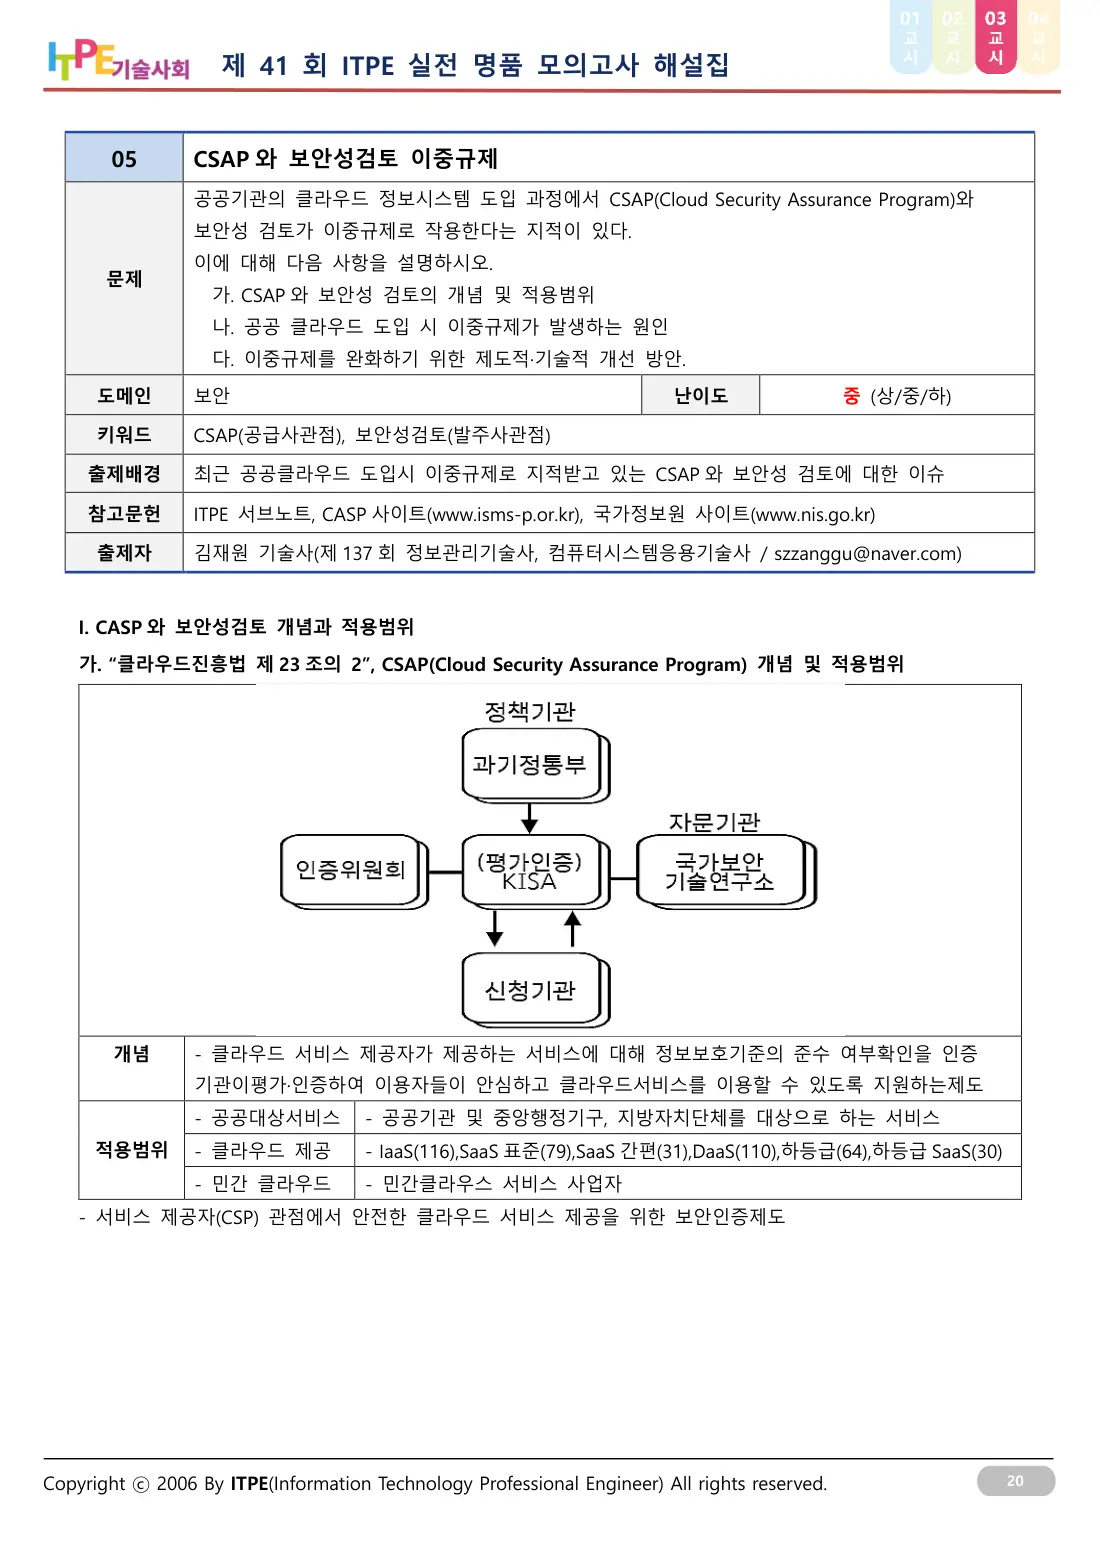 ITPE기술사회 제 41 회 ITPE 실전 명품 모의고사 해설집
01 교시
02 교시
03 교시
04 교시
05 CSAP 와 보안성검토 이중규제
문제
공공기관의 클라우드 정보시스템 도입 과정에서 CSAP(Cloud Security Assurance Program)와
보안성 검토가 이중규제로 작용한다는 지적이 있다.
이에 대해 다음 사항을 설명하시오.
가. CSAP 와 보안성 검토의 개념 및 적용범위
나. 공공 클라우드 도입 시 이중규제가 발생하는 원인
다. 이중규제를 완화하기 위한 제도적·기술적 개선 방안.
도메인 보안 난이도 중 (상/중/하)
키워드 CSAP(공급사관점), 보안성검토(발주사관점)
출제배경 최근 공공클라우드 도입시 이중규제로 지적받고 있는 CSAP 와 보안성 검토에 대한 이슈
참고문헌 ITPE 서브노트, CASP 사이트(www.isms-p.or.kr), 국가정보원 사이트(www.nis.go.kr)
출제자 김재원 기술사(제 137 회 정보관리기술사, 컴퓨터시스템응용기술사 / szzanggu@naver.com)
I. CASP 와 보안성검토 개념과 적용범위
가. “클라우드진흥법 제 23 조의 2”, CSAP(Cloud Security Assurance Program) 개념 및 적용범위
정책기관
과기정통부
자문기관
인증위원회
(평가인증)
KISA
국가보안
기술연구소
신청기관
개념
- 클라우드 서비스 제공자가 제공하는 서비스에 대해 정보보호기준의 준수 여부확인을 인증
기관이평가·인증하여 이용자들이 안심하고 클라우드서비스를 이용할 수 있도록 지원하는제도
적용범위
- 공공대상서비스 - 공공기관 및 중앙행정기구, 지방자치단체를 대상으로 하는 서비스
- 클라우드 제공 - IaaS(116),SaaS 표준(79),SaaS 간편(31),DaaS(110),하등급(64),하등급 SaaS(30)
- 민간 클라우드 - 민간클라우스 서비스 사업자
- 서비스 제공자(CSP) 관점에서 안전한 클라우드 서비스 제공을 위한 보안인증제도
Copyright ⓒ 2006 By ITPE(Information Technology Professional Engineer) All rights reserved.
20